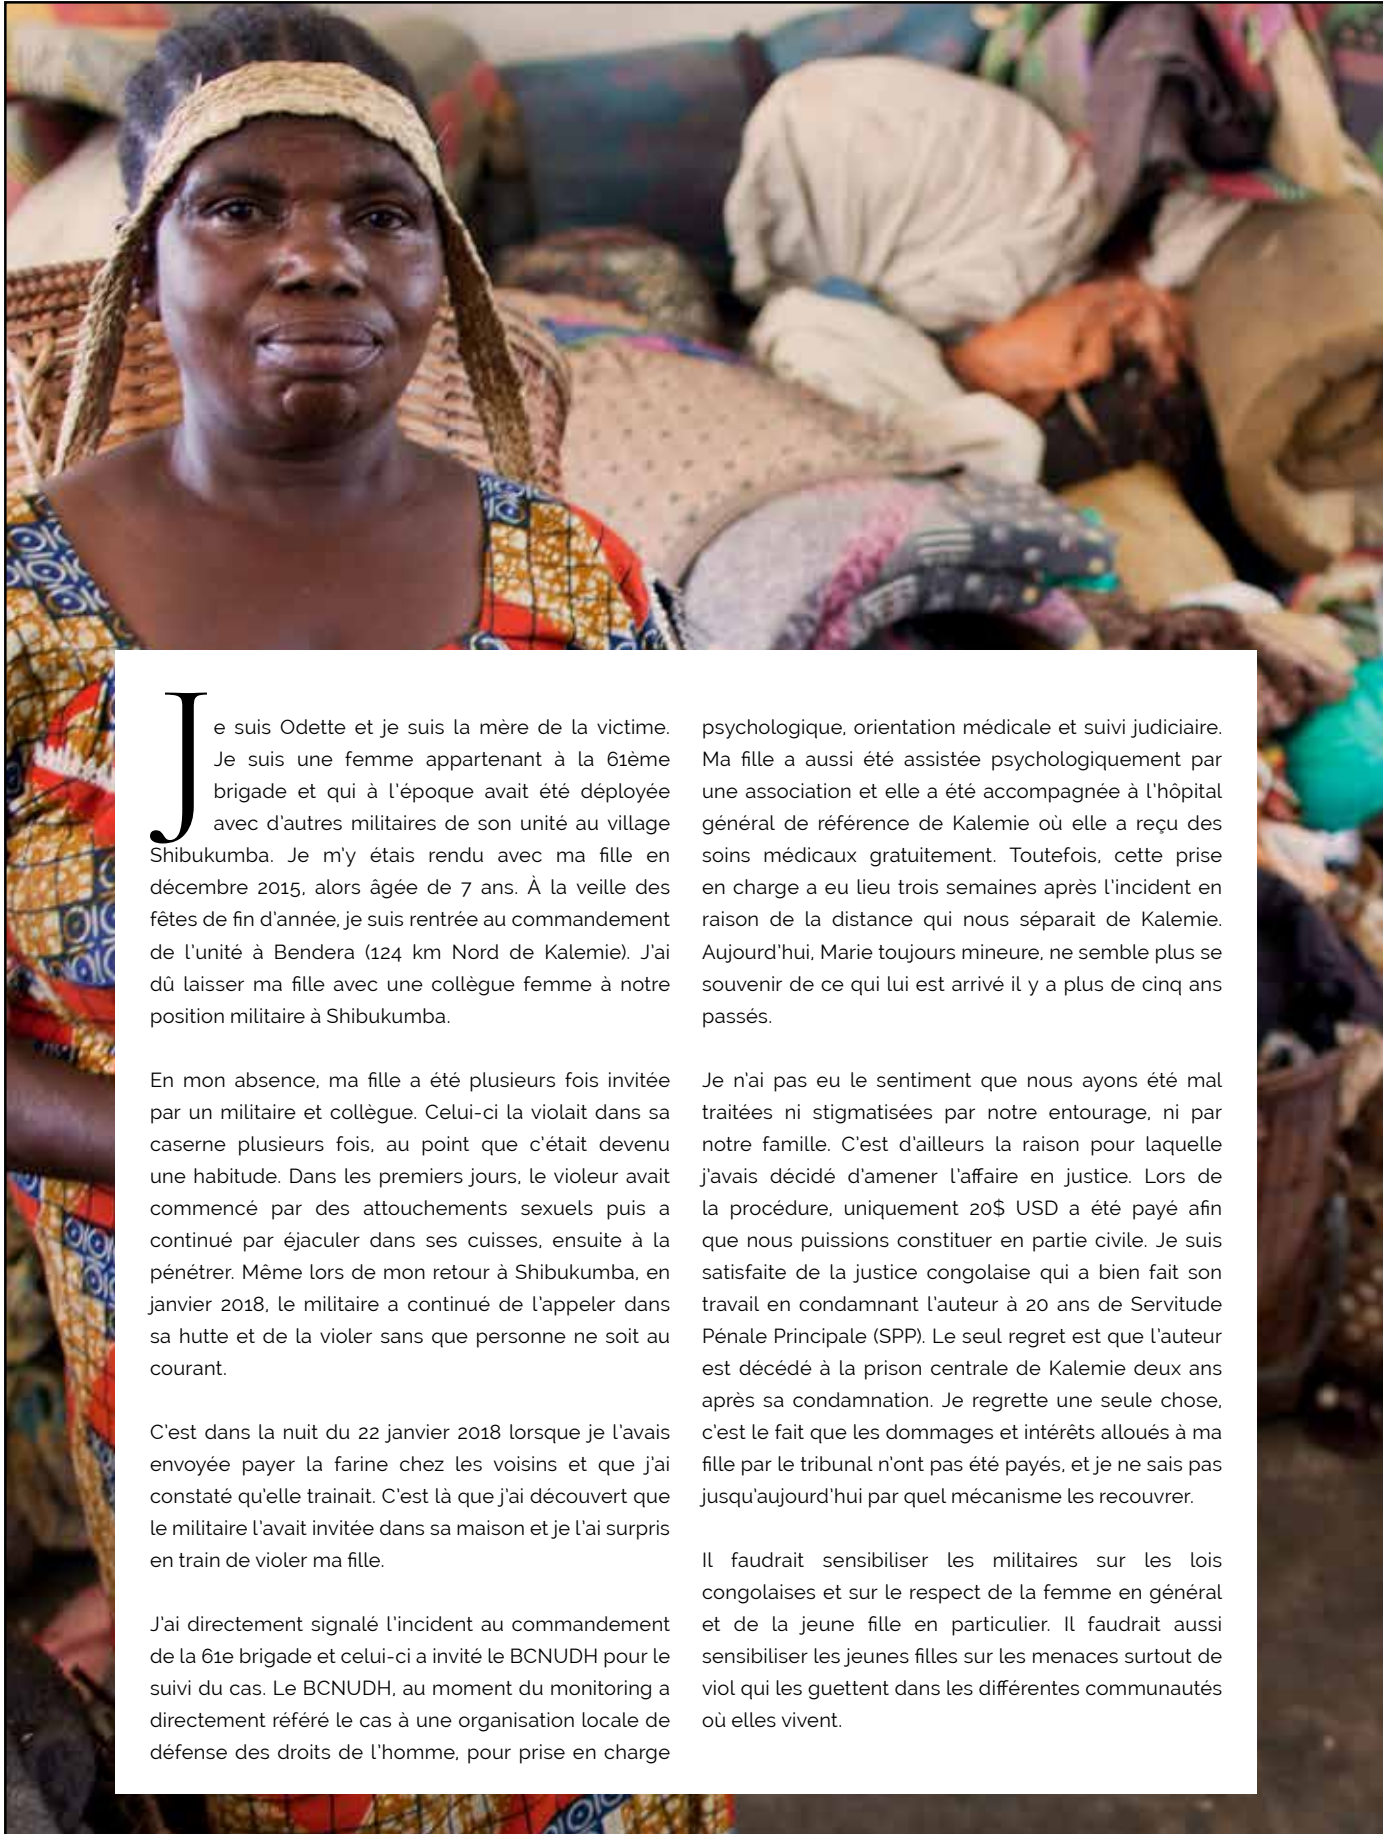 Je suis Odette et je suis la mère de la victime.
Je suis une femme appartenant à la 61ème
brigade et qui à l'époque avait été déployée
avec d'autres militaires de son unité au village
Shibukumba. Je m'y étais rendu avec ma fille en
décembre 2015, alors âgée de 7 ans. À la veille des
fêtes de fin d'année, je suis rentrée au commandement
de l'unité à Bendera (124 km Nord de Kalemie). J'ai
dû laisser ma fille avec une collègue femme à notre
position militaire à Shibukumba.

En mon absence, ma fille a été plusieurs fois invitée
par un militaire et collègue. Celui-ci la violait dans sa
caserne plusieurs fois, au point que c'était devenu
une habitude. Dans les premiers jours, le violeur avait
commencé par des attouchements sexuels puis a
continué par éjaculer dans ses cuisses, ensuite à la
pénétrer. Même lors de mon retour à Shibukumba, en
janvier 2018, le militaire a continué de l'appeler dans
sa hutte et de la violer sans que personne ne soit au
courant.

C'est dans la nuit du 22 janvier 2018 lorsque je l'avais
envoyée payer la farine chez les voisins et que j'ai
constaté qu'elle trainait. C'est là que j'ai découvert que
le militaire l'avait invitée dans sa maison et je l'ai surpris
en train de violer ma fille.

J'ai directement signalé l'incident au commandement
de la 61e brigade et celui-ci a invité le BCNUDH pour le
suivi du cas. Le BCNUDH, au moment du monitoring a
directement référé le cas à une organisation locale de
défense des droits de l'homme, pour prise en charge
psychologique, orientation médicale et suivi judiciaire.
Ma fille a aussi été assistée psychologiquement par
une association et elle a été accompagnée à l'hôpital
général de référence de Kalemie où elle a reçu des
soins médicaux gratuitement. Toutefois, cette prise
en charge a eu lieu trois semaines après l'incident en
raison de la distance qui nous séparait de Kalemie.
Aujourd'hui, Marie toujours mineure, ne semble plus se
souvenir de ce qui lui est arrivé il y a plus de cinq ans
passés.

Je n'ai pas eu le sentiment que nous ayons été mal
traitées ni stigmatisées par notre entourage, ni par
notre famille. C'est d'ailleurs la raison pour laquelle
j'avais décidé d'amener l'affaire en justice. Lors de
la procédure, uniquement 20$ USD a été payé afin
que nous puissions constituer en partie civile. Je suis
satisfaite de la justice congolaise qui a bien fait son
travail en condamnant l'auteur à 20 ans de Servitude
Pénale Principale (SPP). Le seul regret est que l'auteur
est décédé à la prison centrale de Kalemie deux ans
après sa condamnation. Je regrette une seule chose,
c'est le fait que les dommages et intérêts alloués à ma
fille par le tribunal n'ont pas été payés, et je ne sais pas
jusqu'aujourd'hui par quel mécanisme les recouvrer.

Il faudrait sensibiliser les militaires sur les lois
congolaises et sur le respect de la femme en général
et de la jeune fille en particulier. Il faudrait aussi
sensibiliser les jeunes filles sur les menaces surtout de
viol qui les guettent dans les différentes communautés
où elles vivent.